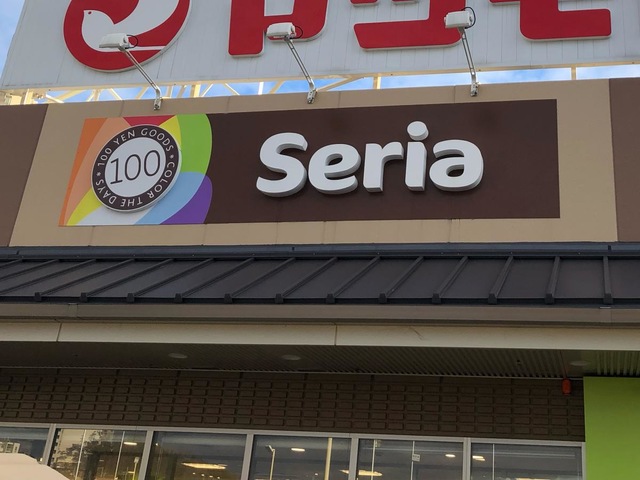 100 YEN GOODS • COLOR THE DAYS •
100
Seria